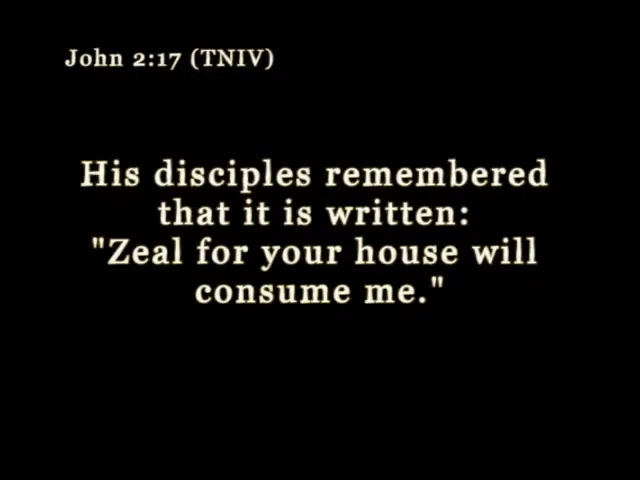 John 2:17 (TNIV)
His disciples remembered
that it is written:
"Zeal for your house will
consume me."